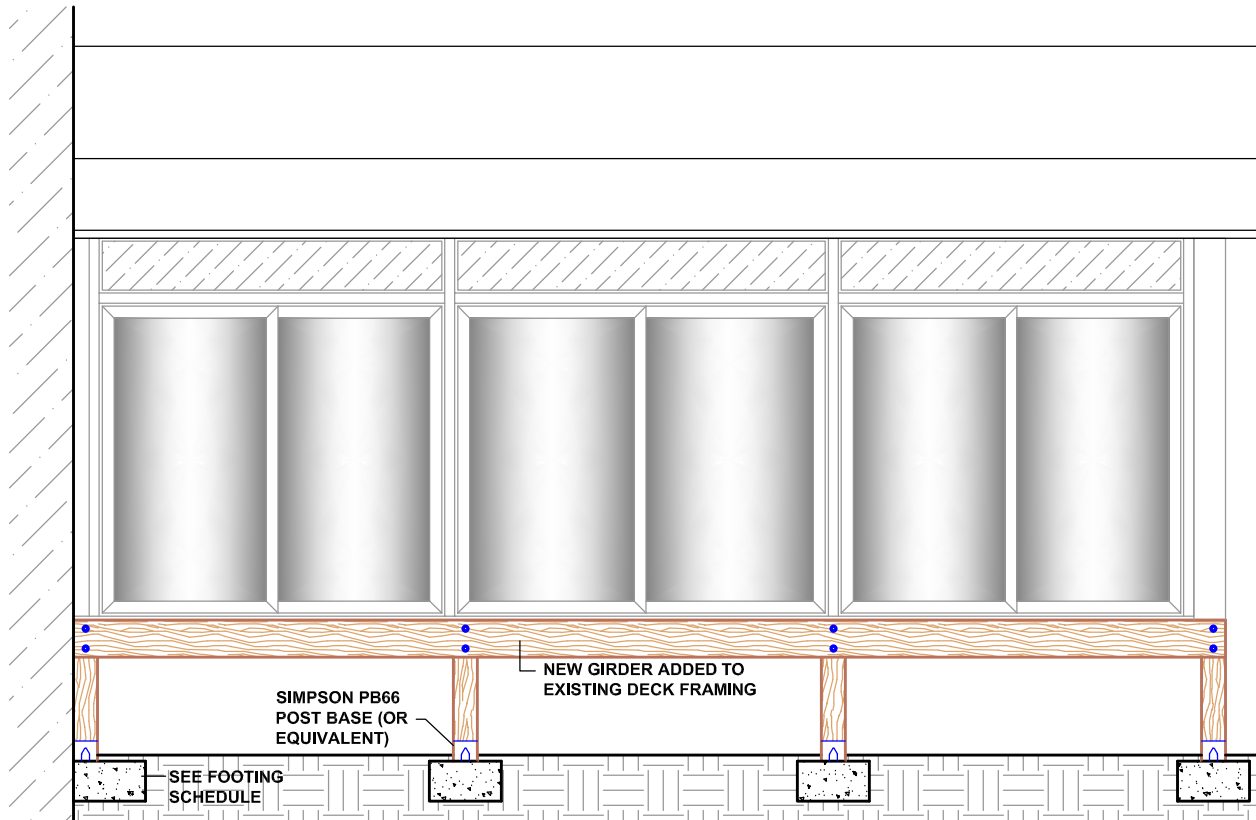 NEW GIRDER ADDED TO
EXISTING DECK FRAMING
SIMPSON PB66
POST BASE (OR
EQUIVALENT)
SEE FOOTING
SCHEDULE